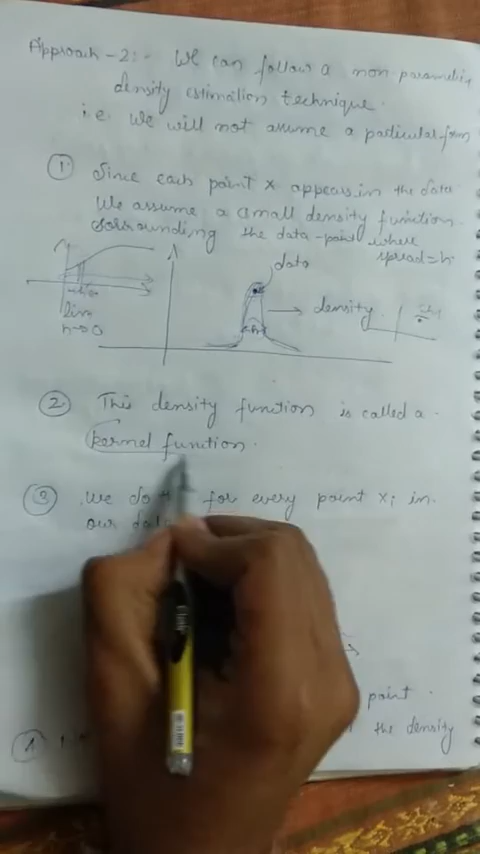 Approach-2:- We can follow a non parametric
density estimation technique.
i.e. We will not assume a particular form
① Since each point x appears in the data
We assume a small density function
surrounding the data-point where
spread=h.
data
density
lim
h→0
② This density function is called a
kernel function.
③ We do for every point xi in
our
point
the density